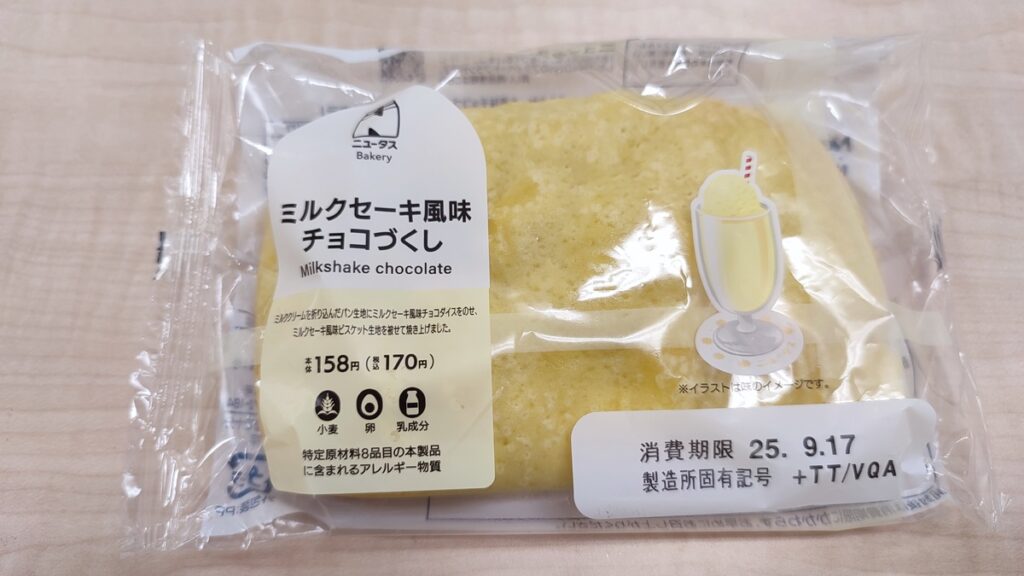 ニューダス
Bakery
ミルクセーキ風味
チョコづくし
Milkshake chocolate
ミルククリームを折り込んだパン生地にミルクセーキ風味チョコダイスをのせ、
ミルクセーキ風味ビスケット生地を被せて焼き上げました。
本体158円(税込170円)
小麦 卵 乳成分
特定原材料8品目の本製品
に含まれるアレルギー物質
※イラストは味のイメージです。
消費期限 25. 9.17
製造所固有記号 +TT/VQA